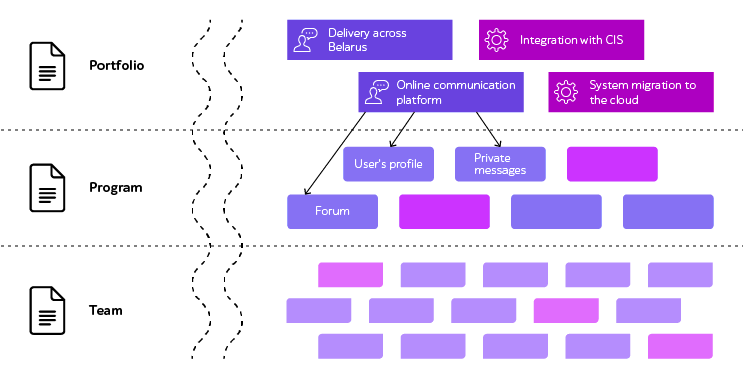 Portfolio
Delivery across
Belarus
Integration with CIS
Online communication
platform
System migration to
the cloud
Program
User's profile
Private
messages
Forum
Team